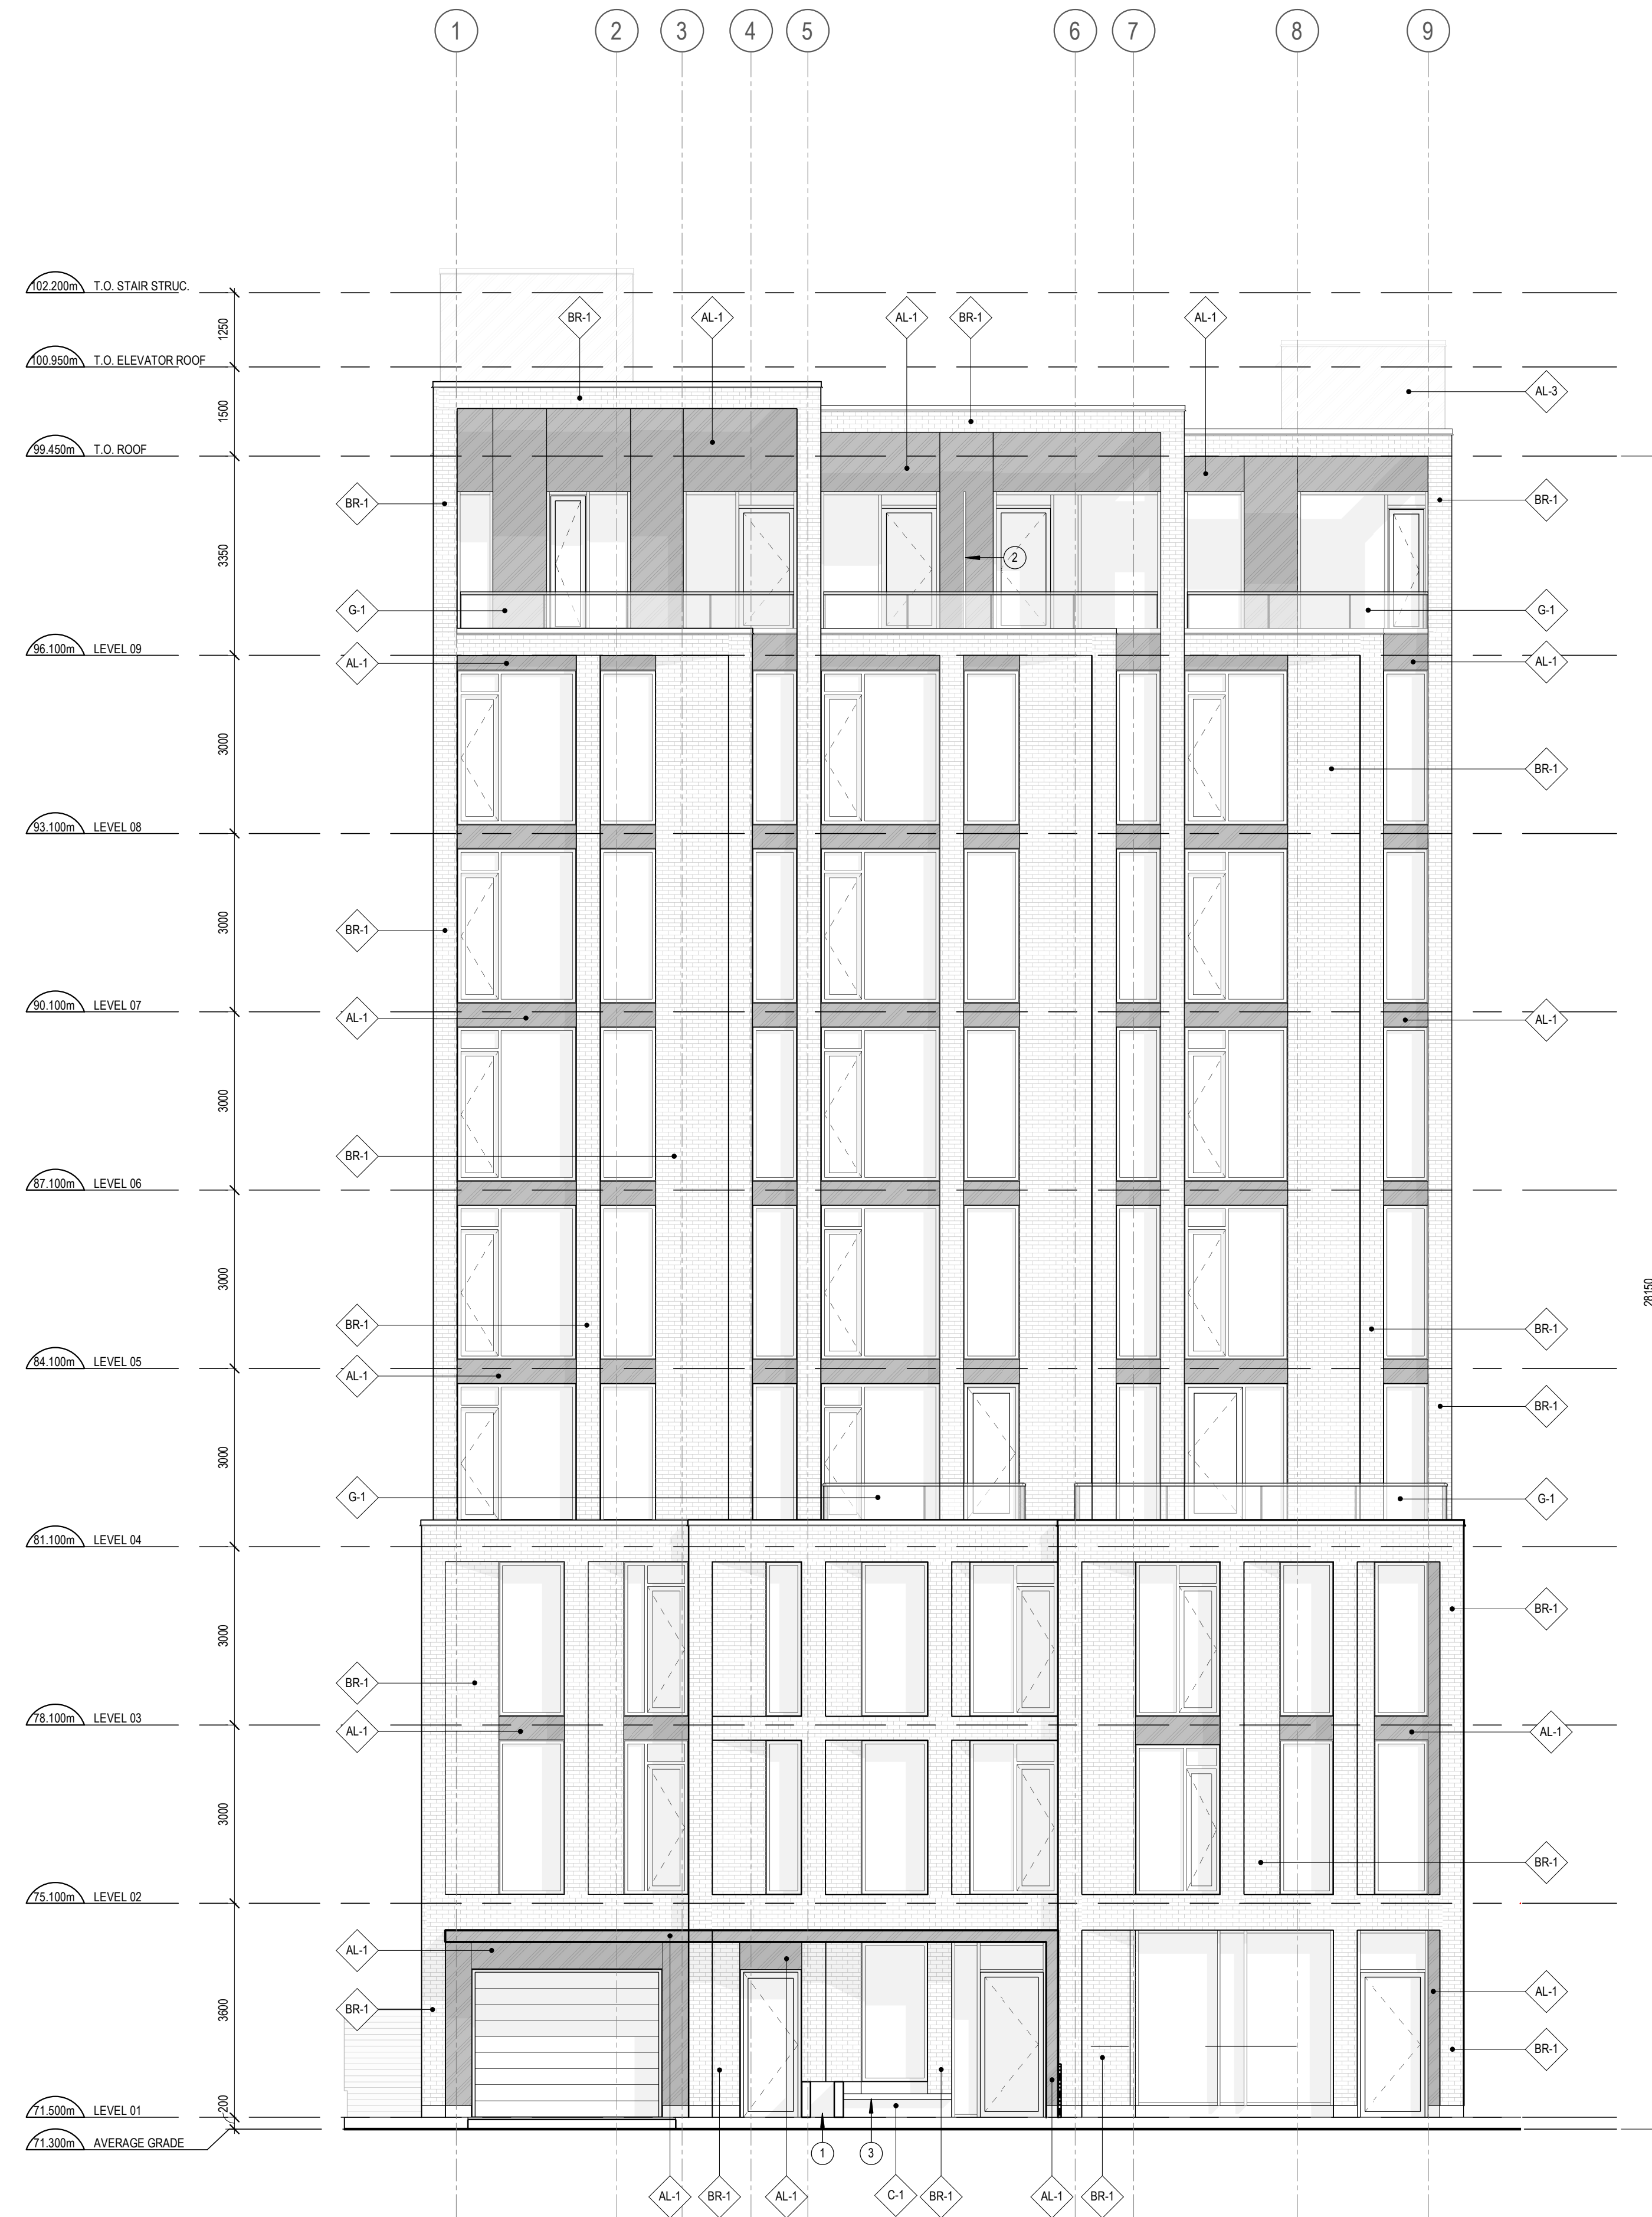 1 2 3 4 5 6 7 8 9
102.200m T.O. STAIR STRUC.
1250
BR-1 AL-1 AL-1 BR-1 AL-1
100.950m T.O. ELEVATOR ROOF
AL-3
1500
99.450m T.O. ROOF
BR-1 BR-1
3350
2
G-1 G-1
96.100m LEVEL 09
AL-1 AL-1
3000
BR-1
93.100m LEVEL 08
3000
BR-1
90.100m LEVEL 07
AL-1 AL-1
3000
BR-1
87.100m LEVEL 06
3000
28150
BR-1 BR-1
84.100m LEVEL 05
AL-1
BR-1
3000
G-1 G-1
81.100m LEVEL 04
BR-1
3000
BR-1
78.100m LEVEL 03
AL-1 AL-1
3000
BR-1
75.100m LEVEL 02
AL-1
AL-1
3600
BR-1
BR-1
200
71.500m LEVEL 01
71.300m AVERAGE GRADE
1 3
AL-1 BR-1 AL-1 C-1 BR-1 AL-1 BR-1